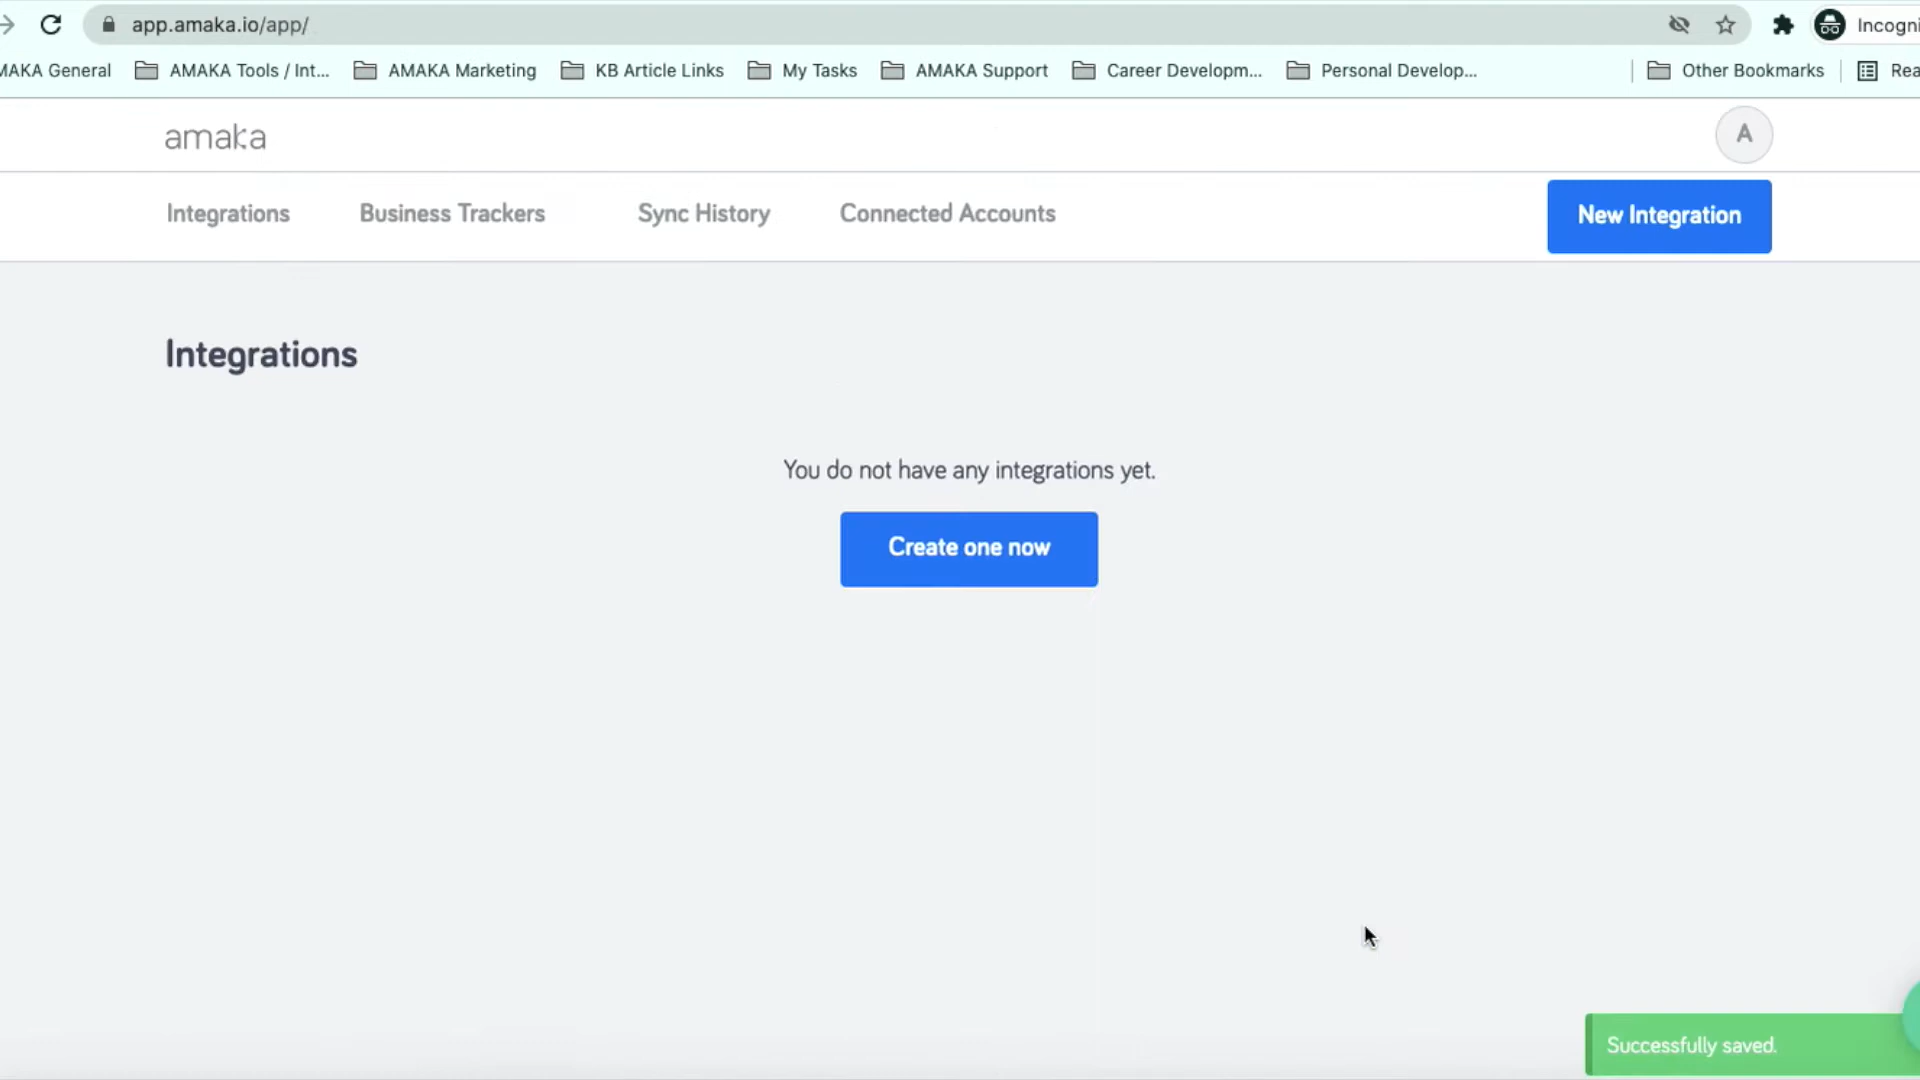 app.amaka.io/app/
Incogni
MAKA General AMAKA Tools / Int... AMAKA Marketing KB Article Links My Tasks AMAKA Support Career Developm... Personal Develop... Other Bookmarks Rea
amaka
A
Integrations Business Trackers Sync History Connected Accounts New Integration
Integrations
You do not have any integrations yet.
Create one now
Successfully saved.